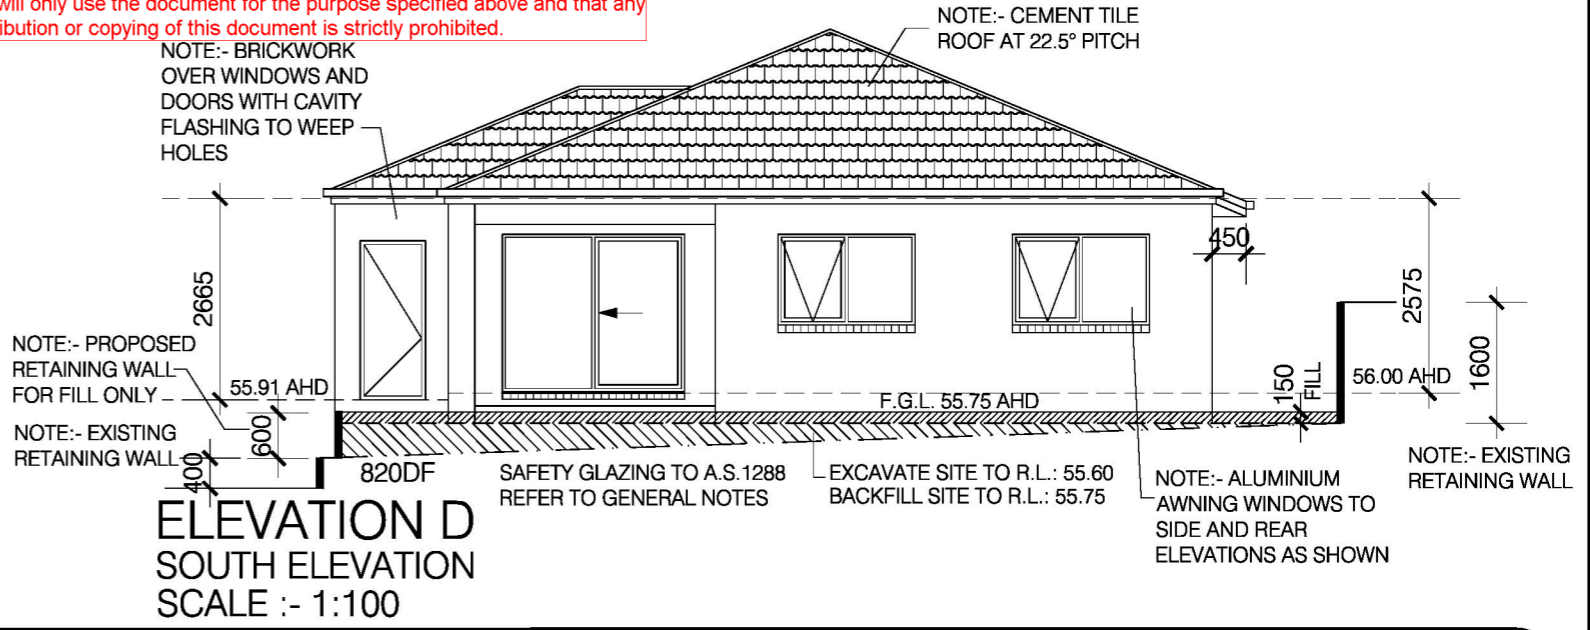 will only use the document for the purpose specified above and that any
ibution or copying of this document is strictly prohibited.
NOTE:- BRICKWORK
OVER WINDOWS AND
DOORS WITH CAVITY
FLASHING TO WEEP
HOLES
NOTE:- CEMENT TILE
ROOF AT 22.5° PITCH
2665
450
2575
NOTE:- PROPOSED
RETAINING WALL
FOR FILL ONLY
55.91 AHD
600
NOTE:- EXISTING
RETAINING WALL
400
F.G.L. 55.75 AHD
150
FILL
56.00 AHD
1600
820DF
SAFETY GLAZING TO A.S.1288
REFER TO GENERAL NOTES
EXCAVATE SITE TO R.L.: 55.60
BACKFILL SITE TO R.L.: 55.75
NOTE:- ALUMINIUM
AWNING WINDOWS TO
SIDE AND REAR
ELEVATIONS AS SHOWN
NOTE:- EXISTING
RETAINING WALL
ELEVATION D
SOUTH ELEVATION
SCALE :- 1:100